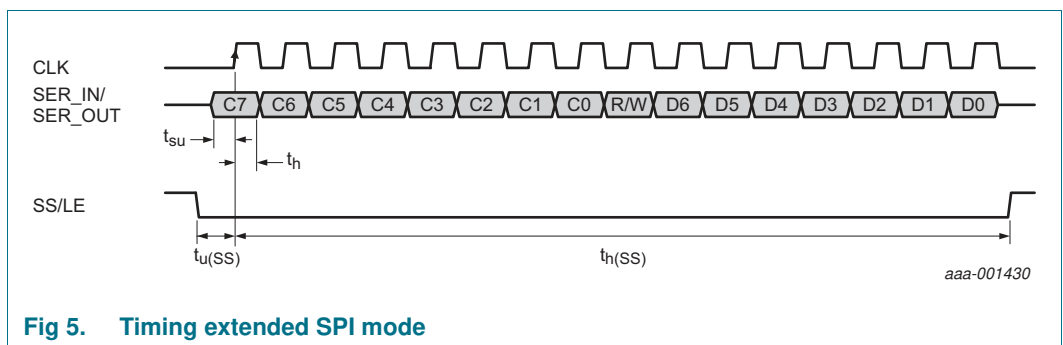 CLK
SER_IN/
SER_OUT
C7 C6 C5 C4 C3 C2 C1 C0 R/W D6 D5 D4 D3 D2 D1 D0
tsu
th
SS/LE
tu(SS)
th(SS)
aaa-001430
Fig 5. Timing extended SPI mode